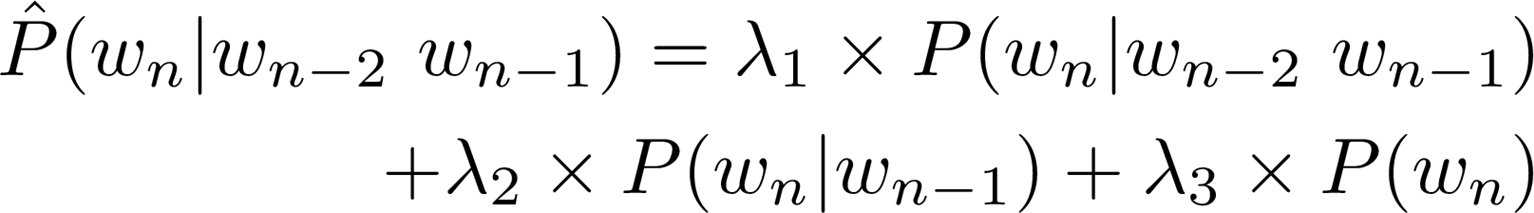 P̂(wₙ|wₙ₋₂ wₙ₋₁) = λ₁ × P(wₙ|wₙ₋₂ wₙ₋₁)
+λ₂ × P(wₙ|wₙ₋₁) + λ₃ × P(wₙ)